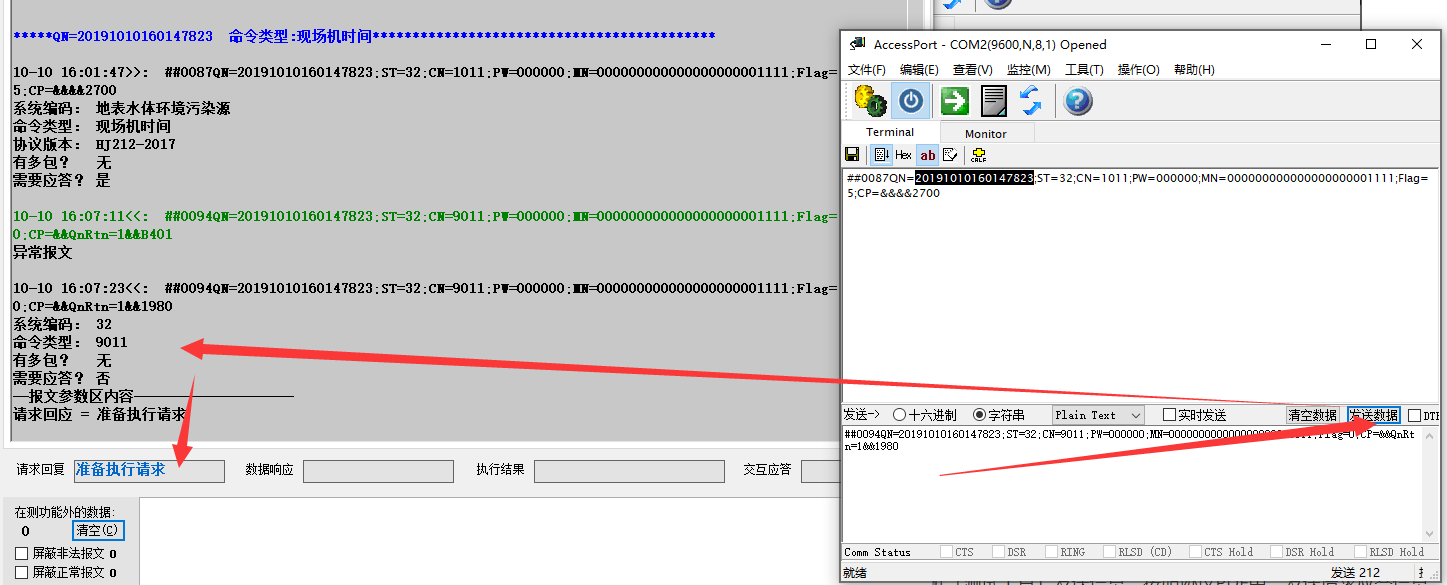 *****QN=20191010160147823  命令类型:现场机时间*******************************************
10-10 16:01:47>>:  ##0087QN=20191010160147823;ST=32;CN=1011;PW=000000;MN=000000000000000000001111;Flag=
5;CP=&&&&2700
系统编码:  地表水体环境污染源
命令类型:  现场机时间
协议版本:  HJ212-2017
有多包?  无
需要应答? 是
10-10 16:07:11<<:  ##0094QN=20191010160147823;ST=32;CN=9011;PW=000000;MN=000000000000000000001111;Flag=
0;CP=&&QnRtn=1&&B401
异常报文
10-10 16:07:23<<:  ##0094QN=20191010160147823;ST=32;CN=9011;PW=000000;MN=000000000000000000001111;Flag=
0;CP=&&QnRtn=1&&1980
系统编码:  32
命令类型:  9011
有多包?  无
需要应答? 否
—报文参数区内容————————————
请求回应 = 准备执行请求
请求回复 准备执行请求 数据响应 执行结果 交互应答
在测功能外的数据:
0 清空(C)
屏蔽非法报文 0
屏蔽正常报文 0
AccessPort - COM2(9600,N,8,1) Opened
文件(F) 编辑(E) 查看(V) 监控(M) 工具(T) 操作(O) 帮助(H)
Terminal Monitor
Hex ab CRLF
##0087QN=20191010160147823;ST=32;CN=1011;PW=000000;MN=000000000000000000001111;Flag=
5;CP=&&&&2700
发送-> 十六进制 字符串 Plain Text 实时发送 清空数据 发送数据 DTR
##0094QN=20191010160147823;ST=32;CN=9011;PW=000000;MN=000000000000000000001111;Flag=0;CP=&&QnRt
n=1&&1980
Comm Status CTS DSR RING RLSD (CD) CTS Hold DSR Hold RLSD Hold
就绪 发送 212